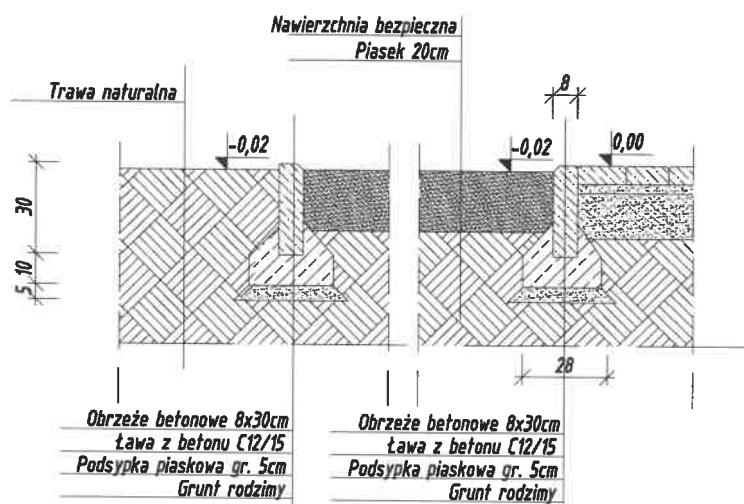 Nawierzchnia bezpieczna
Piasek 20cm
Trawa naturalna
8
-0,02
-0,02
0,00
30
10
5
28
Obrzeże betonowe 8x30cm
Ława z betonu C12/15
Podsypka piaskowa gr. 5cm
Grunt rodzimy
Obrzeże betonowe 8x30cm
Ława z betonu C12/15
Podsypka piaskowa gr. 5cm
Grunt rodzimy